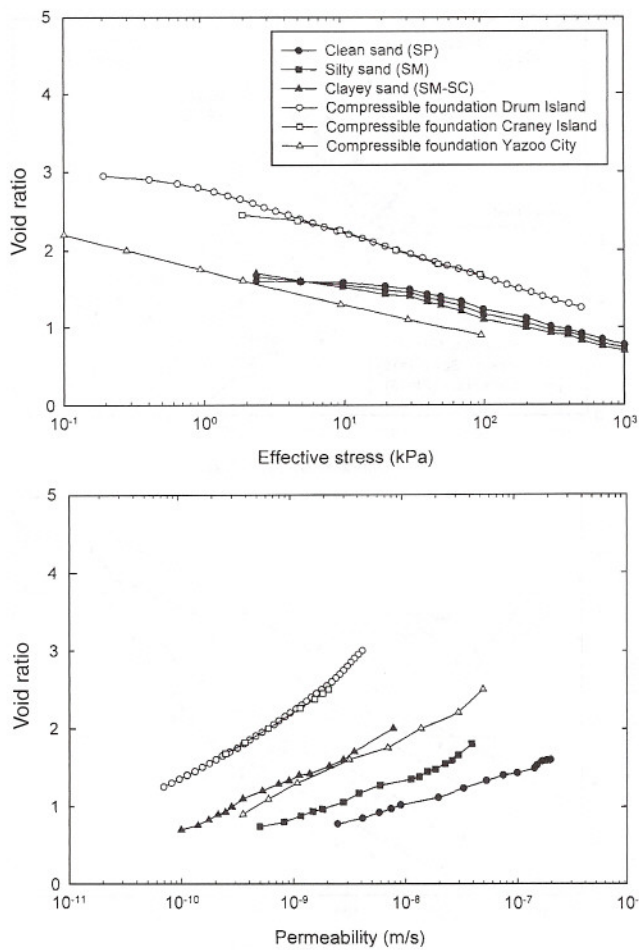 5
4
3
2
1
0
Void ratio
Clean sand (SP)
Silty sand (SM)
Clayey sand (SM-SC)
Compressible foundation Drum Island
Compressible foundation Craney Island
Compressible foundation Yazoo City
10⁻¹ 10⁰ 10¹ 10² 10³
Effective stress (kPa)
5
4
3
2
1
0
Void ratio
10⁻¹¹ 10⁻¹⁰ 10⁻⁹ 10⁻⁸ 10⁻⁷ 10⁻
Permeability (m/s)